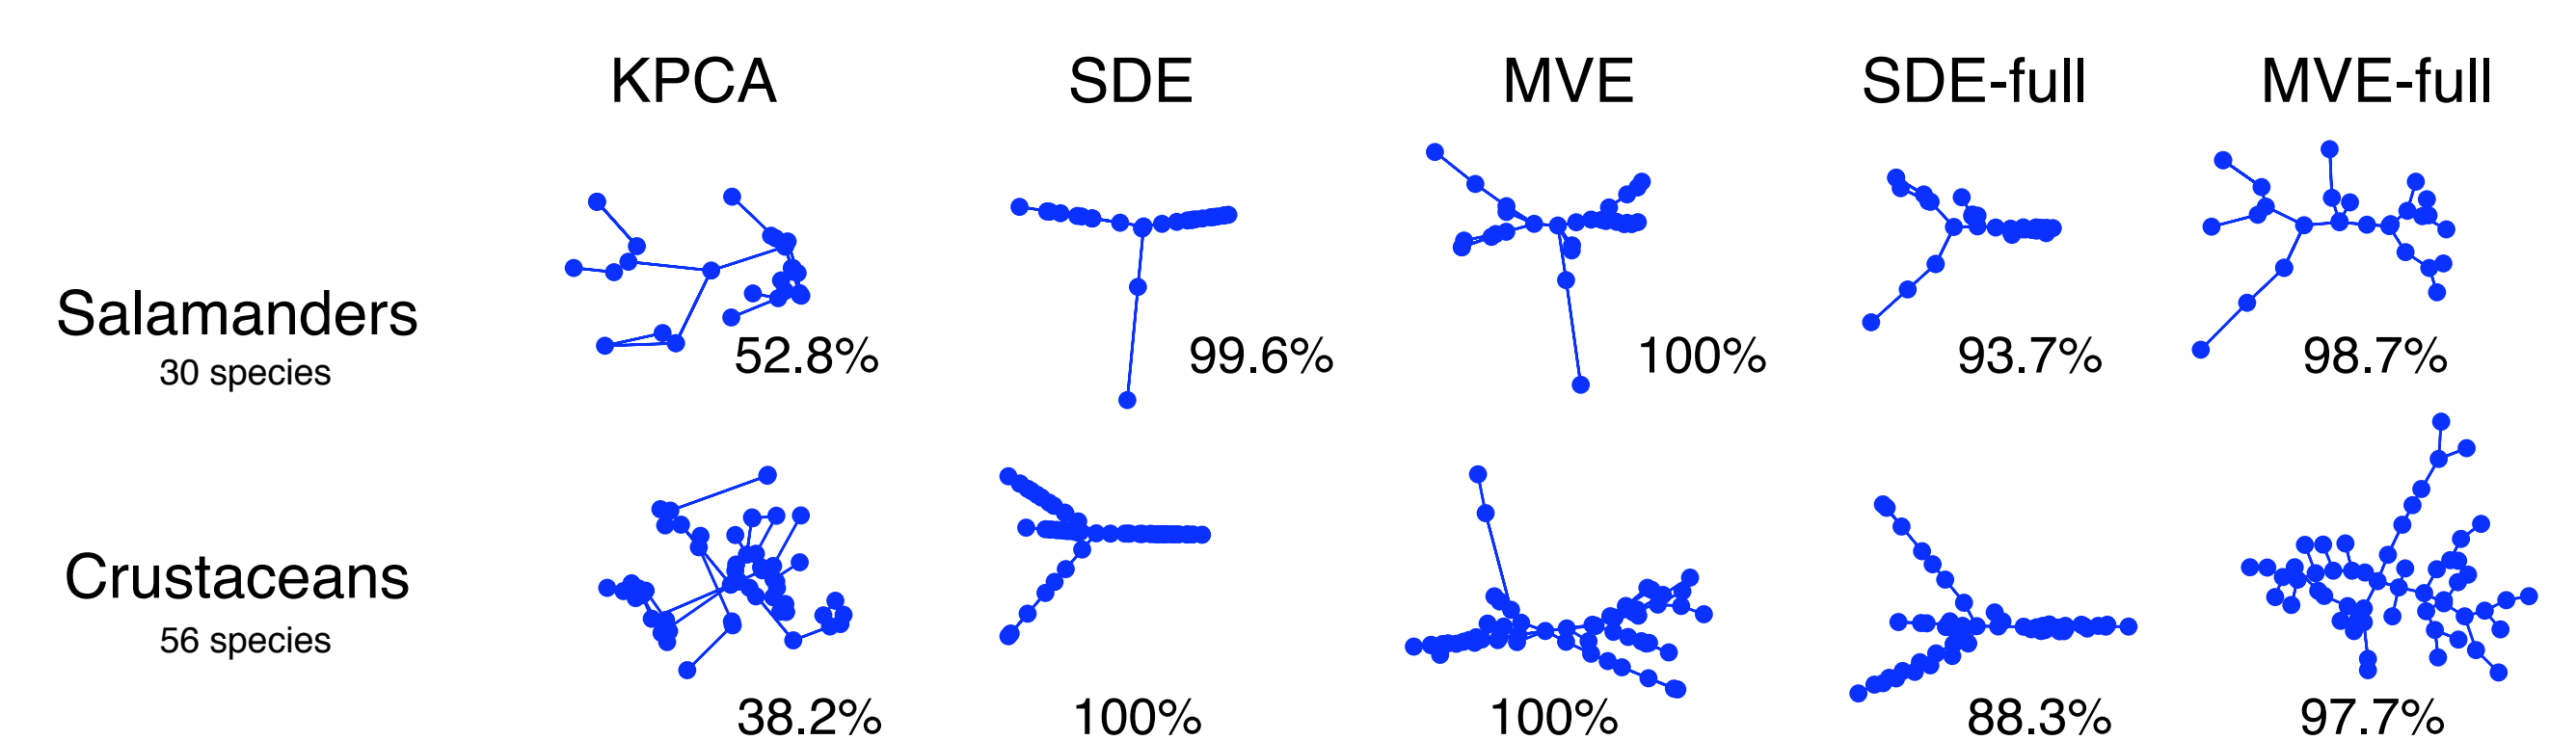 KPCA SDE MVE SDE-full MVE-full
Salamanders
30 species
52.8% 99.6% 100% 93.7% 98.7%
Crustaceans
56 species
38.2% 100% 100% 88.3% 97.7%